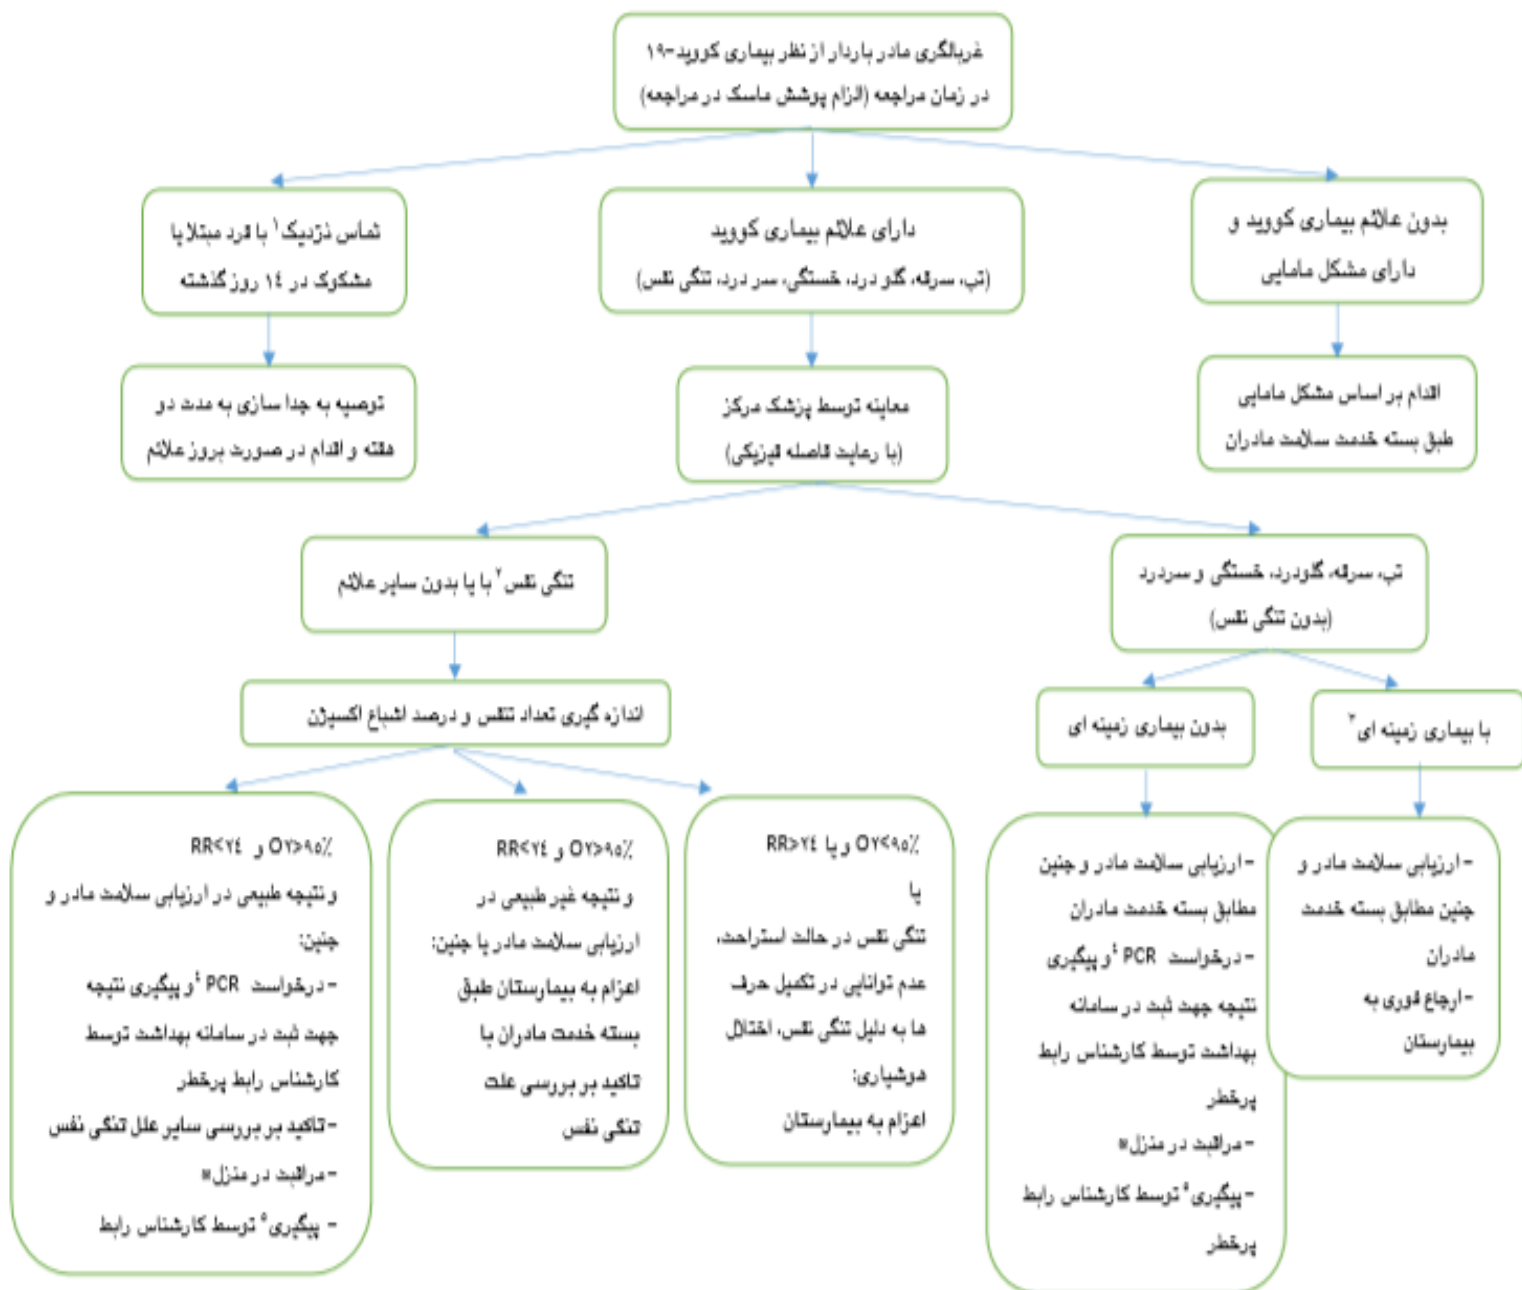 غربالگری مادر باردار از نظر بیماری کووید-۱۹
در زمان مراجعه (الزام پوشش ماسک در مراجعه)
بدون علائم بیماری کووید و
دارای مشکل مامایی
دارای علائم بیماری کووید
(تب، سرفه، گلو درد، خستگی، سر درد، تنگی نفس)
تماس نزدیک۱ با فرد مبتلا یا
مشکوک در ۱۴ روز گذشته
اقدام بر اساس مشکل مامایی
طبق بسته خدمت سلامت مادران
معاینه توسط پزشک مرکز
(با رعایت فاصله فیزیکی)
توصیه به جدا سازی به مدت دو
هفته و اقدام در صورت بروز علائم
تب، سرفه، گلودرد، خستگی و سردرد
(بدون تنگی نفس)
تنگی نفس۲ با یا بدون سایر علائم
با بیماری زمینه ای۳
بدون بیماری زمینه ای
اندازه گیری تعداد تنفس و درصد اشباع اکسیژن
- ارزیابی سلامت مادر و
جنین مطابق بسته خدمت
مادران
-ارجاع فوری به
بیمارستان
-ارزیابی سلامت مادر و جنین
مطابق بسته خدمت مادران
-درخواست PCR ۴ و پیگیری
نتیجه جهت ثبت در سامانه
بهداشت توسط کارشناس رابط
پرخطر
-مراقبت در منزل*
-پیگیری۵ توسط کارشناس رابط
پرخطر
O۲<۹۵٪ و یا RR>۲۴
یا
تنگی نفس در حالت استراحت،
عدم توانایی در تکمیل حرف
ها به دلیل تنگی نفس، اختلال
هوشیاری:
اعزام به بیمارستان
O۲>۹۵٪ و RR<۲۴
و نتیجه غیر طبیعی در
ارزیابی سلامت مادر یا جنین:
اعزام به بیمارستان طبق
بسته خدمت مادران با
تاکید بر بررسی علت
تنگی نفس
O۲>۹۵٪ و RR<۲۴
و نتیجه طبیعی در ارزیابی سلامت مادر و
جنین:
-درخواست PCR ۴ و پیگیری نتیجه
جهت ثبت در سامانه بهداشت توسط
کارشناس رابط پرخطر
-تاکید بر بررسی سایر علل تنگی نفس
-مراقبت در منزل*
- پیگیری۵ توسط کارشناس رابط